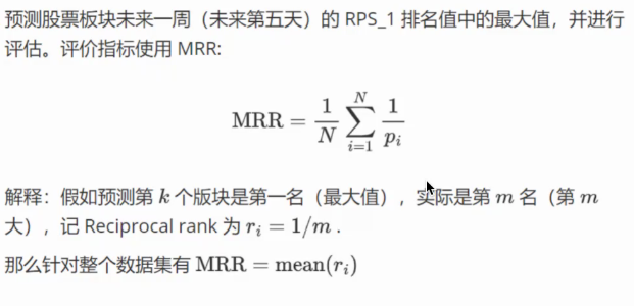 预测股票板块未来一周（未来第五天）的 RPS_1 排名值中的最大值，并进行
评估。评价指标使用 MRR:
MRR = \frac{1}{N} \sum_{i=1}^{N} \frac{1}{p_i}
解释：假如预测第 k 个版块是第一名（最大值），实际是第 m 名（第 m
大），记 Reciprocal rank 为 r_i = 1/m .
那么针对整个数据集有 MRR = mean(r_i)